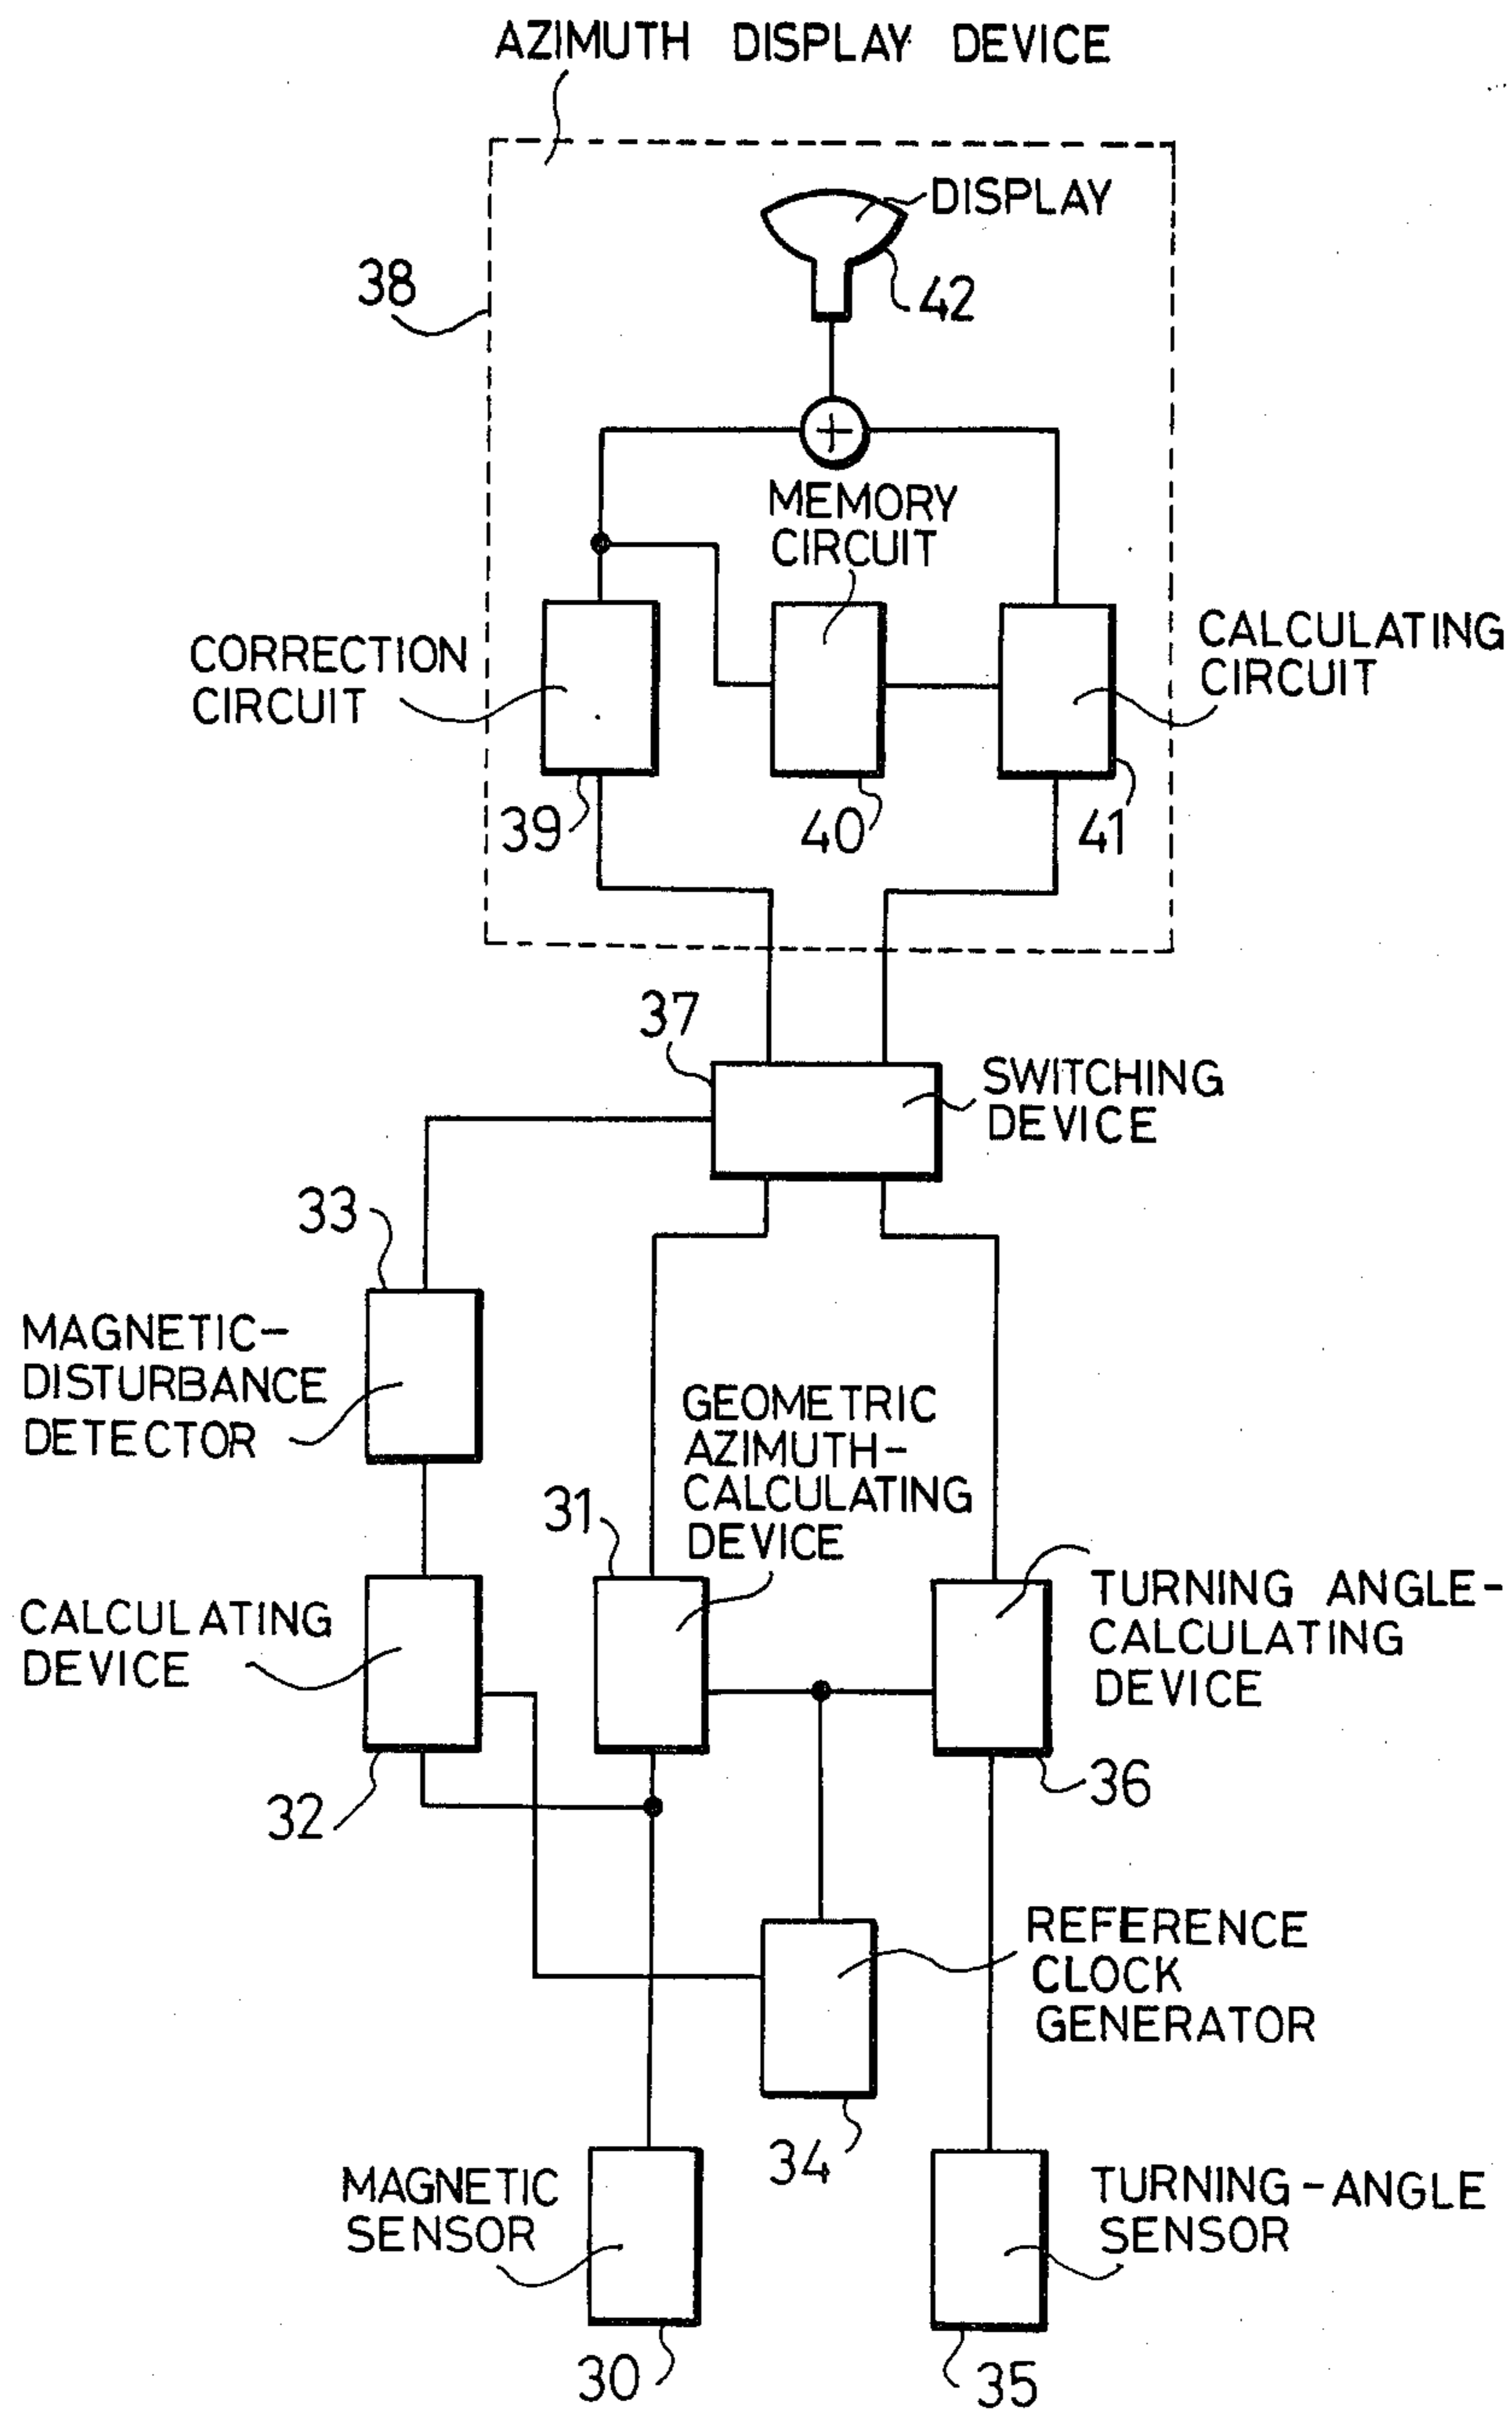 AZIMUTH DISPLAY DEVICE
DISPLAY
38
42
+
MEMORY
CIRCUIT
CORRECTION
CIRCUIT
CALCULATING
CIRCUIT
39
40
41
37
SWITCHING
DEVICE
33
MAGNETIC-
DISTURBANCE
DETECTOR
GEOMETRIC
AZIMUTH-
CALCULATING
DEVICE
31
CALCULATING
DEVICE
TURNING ANGLE-
CALCULATING
DEVICE
32
36
REFERENCE
CLOCK
GENERATOR
34
MAGNETIC
SENSOR
TURNING-ANGLE
SENSOR
30
35